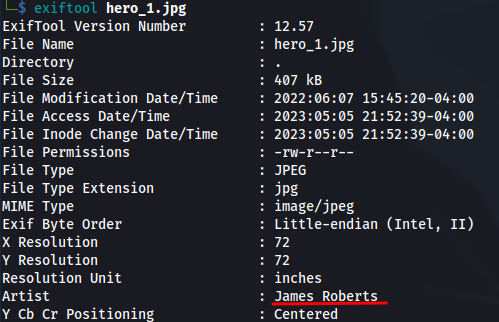 └─$ exiftool hero_1.jpg
ExifTool Version Number : 12.57
File Name : hero_1.jpg
Directory : .
File Size : 407 kB
File Modification Date/Time : 2022:06:07 15:45:20-04:00
File Access Date/Time : 2023:05:05 21:52:39-04:00
File Inode Change Date/Time : 2023:05:05 21:52:39-04:00
File Permissions : -rw-r--r--
File Type : JPEG
File Type Extension : jpg
MIME Type : image/jpeg
Exif Byte Order : Little-endian (Intel, II)
X Resolution : 72
Y Resolution : 72
Resolution Unit : inches
Artist : James Roberts
Y Cb Cr Positioning : Centered